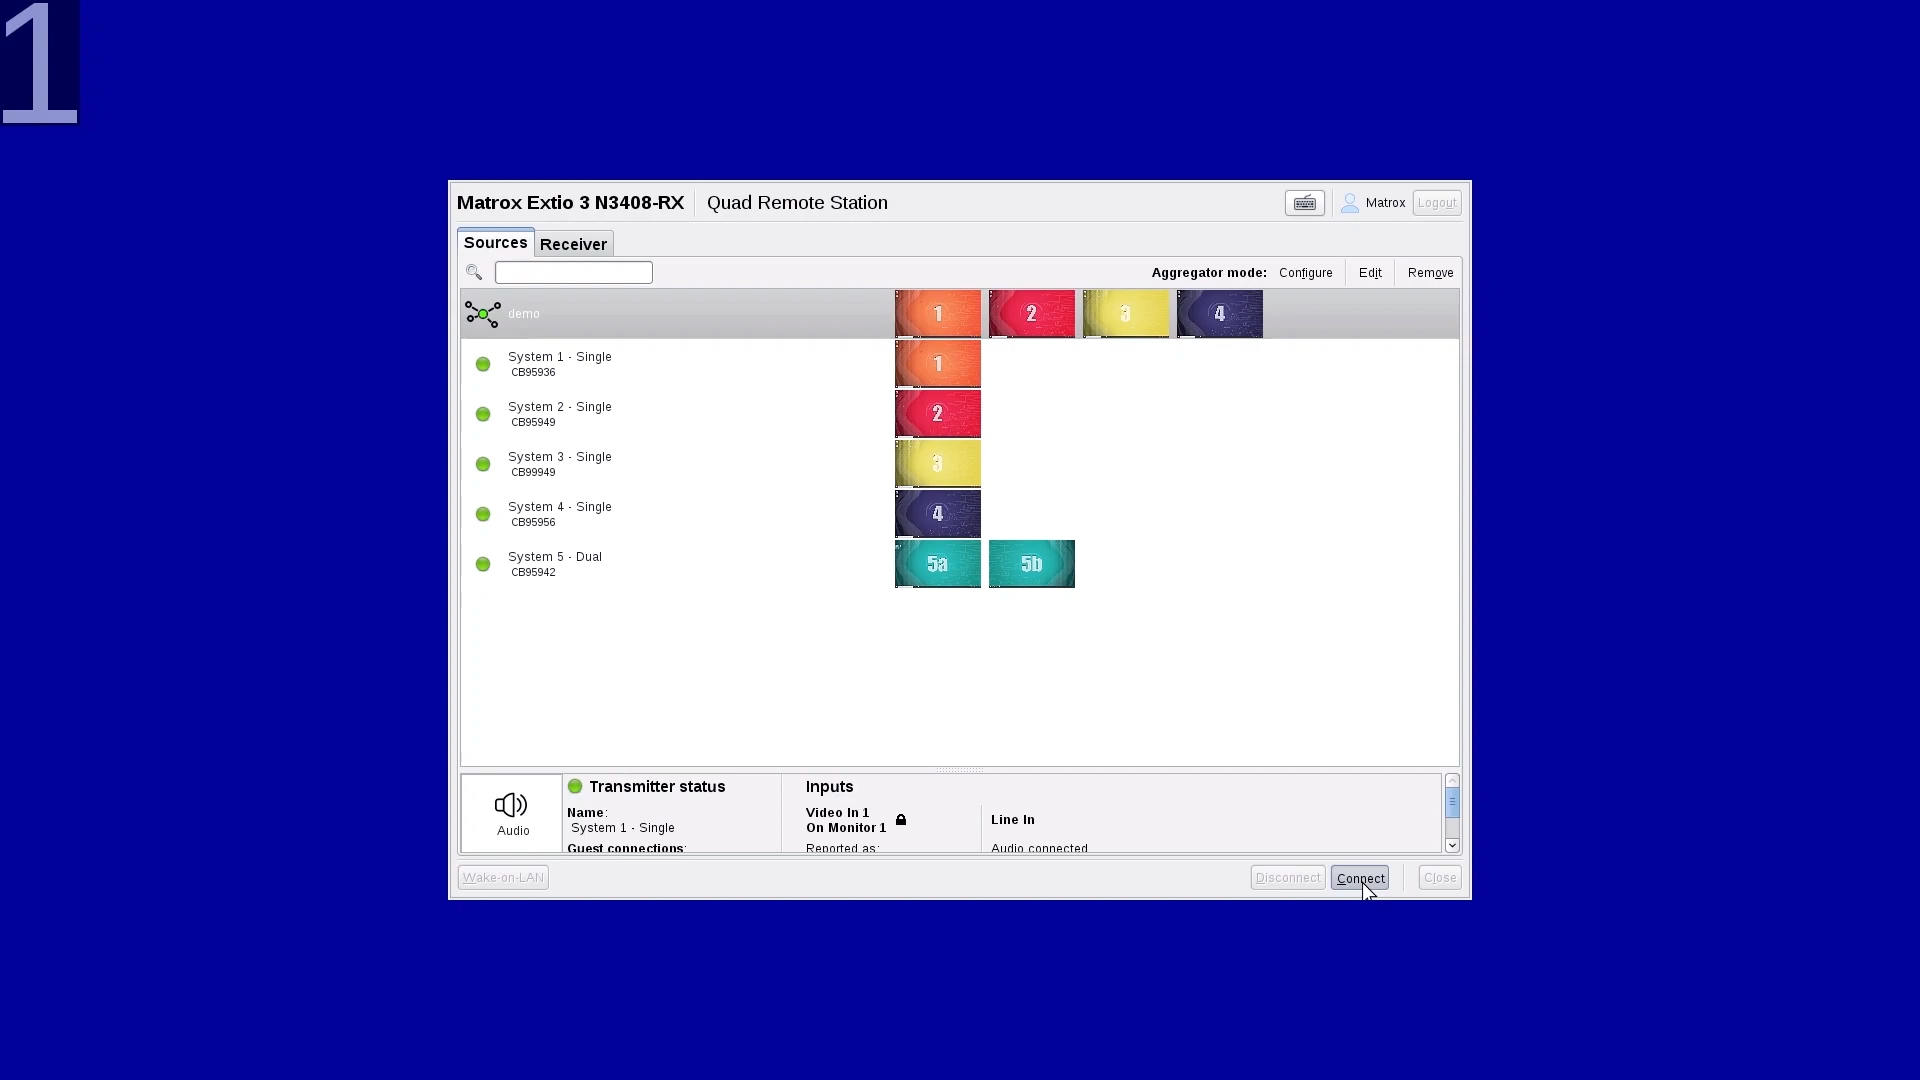 1
Matrox Extio 3 N3408-RX
Quad Remote Station
Matrox
Logout
Sources
Receiver
Aggregator mode:
Configure
Edit
Remove
demo
1
2
3
4
System 1 - Single
CB95936
1
System 2 - Single
CB95949
2
System 3 - Single
CB99949
3
System 4 - Single
CB95956
4
System 5 - Dual
CB95942
5a
5b
Audio
Transmitter status
Name:
System 1 - Single
Guest connections:
Inputs
Video In 1
On Monitor 1
Reported as:
Line In
Audio connected
Wake-on-LAN
Disconnect
Connect
Close